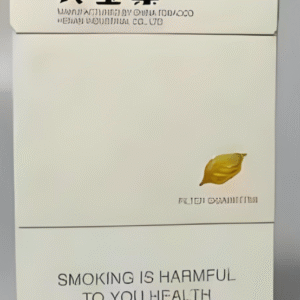 MANUFACTURED BY CHINA TOBACCO
HENAN INDUSTRIAL CO., LTD
FILTER CIGARETTES
SMOKING IS HARMFUL
TO YOU HEALTH